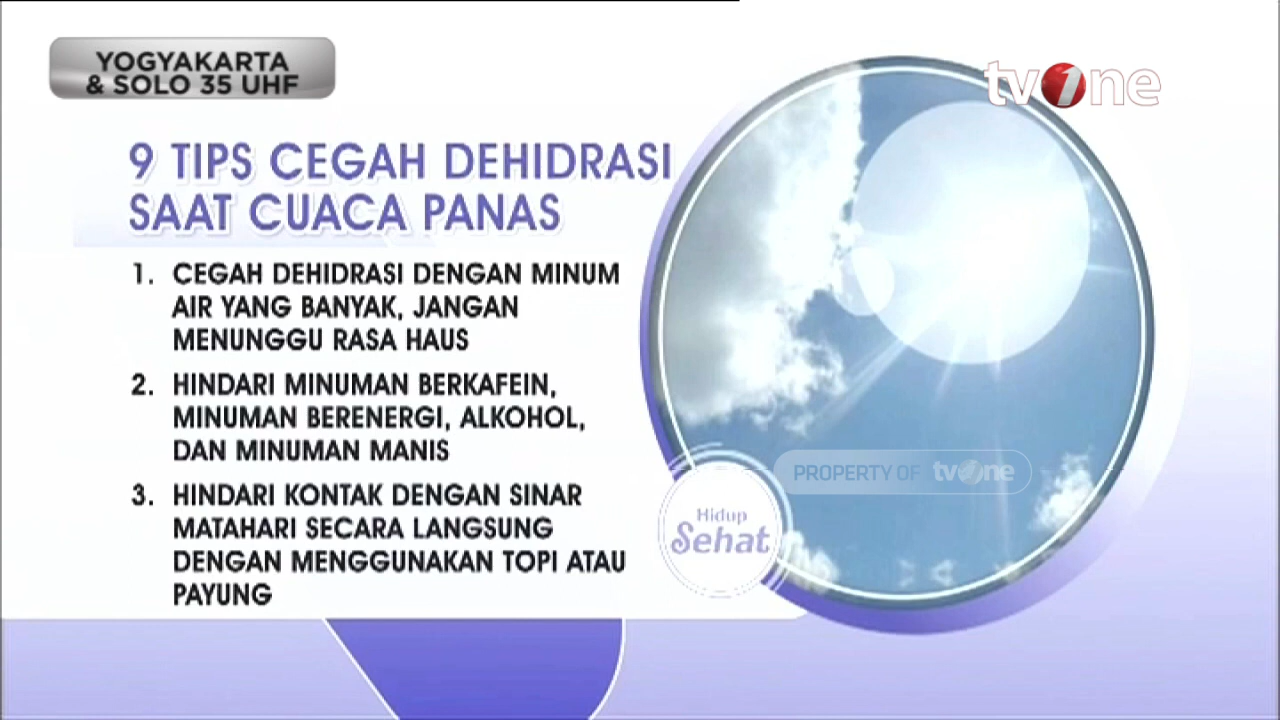 YOGYAKARTA
& SOLO 35 UHF
tvOne
9 TIPS CEGAH DEHIDRASI
SAAT CUACA PANAS
1. CEGAH DEHIDRASI DENGAN MINUM
AIR YANG BANYAK, JANGAN
MENUNGGU RASA HAUS
2. HINDARI MINUMAN BERKAFEIN,
MINUMAN BERENERGI, ALKOHOL,
DAN MINUMAN MANIS
3. HINDARI KONTAK DENGAN SINAR
MATAHARI SECARA LANGSUNG
DENGAN MENGGUNAKAN TOPI ATAU
PAYUNG
PROPERTY OF tvOne
Hidup
Sehat